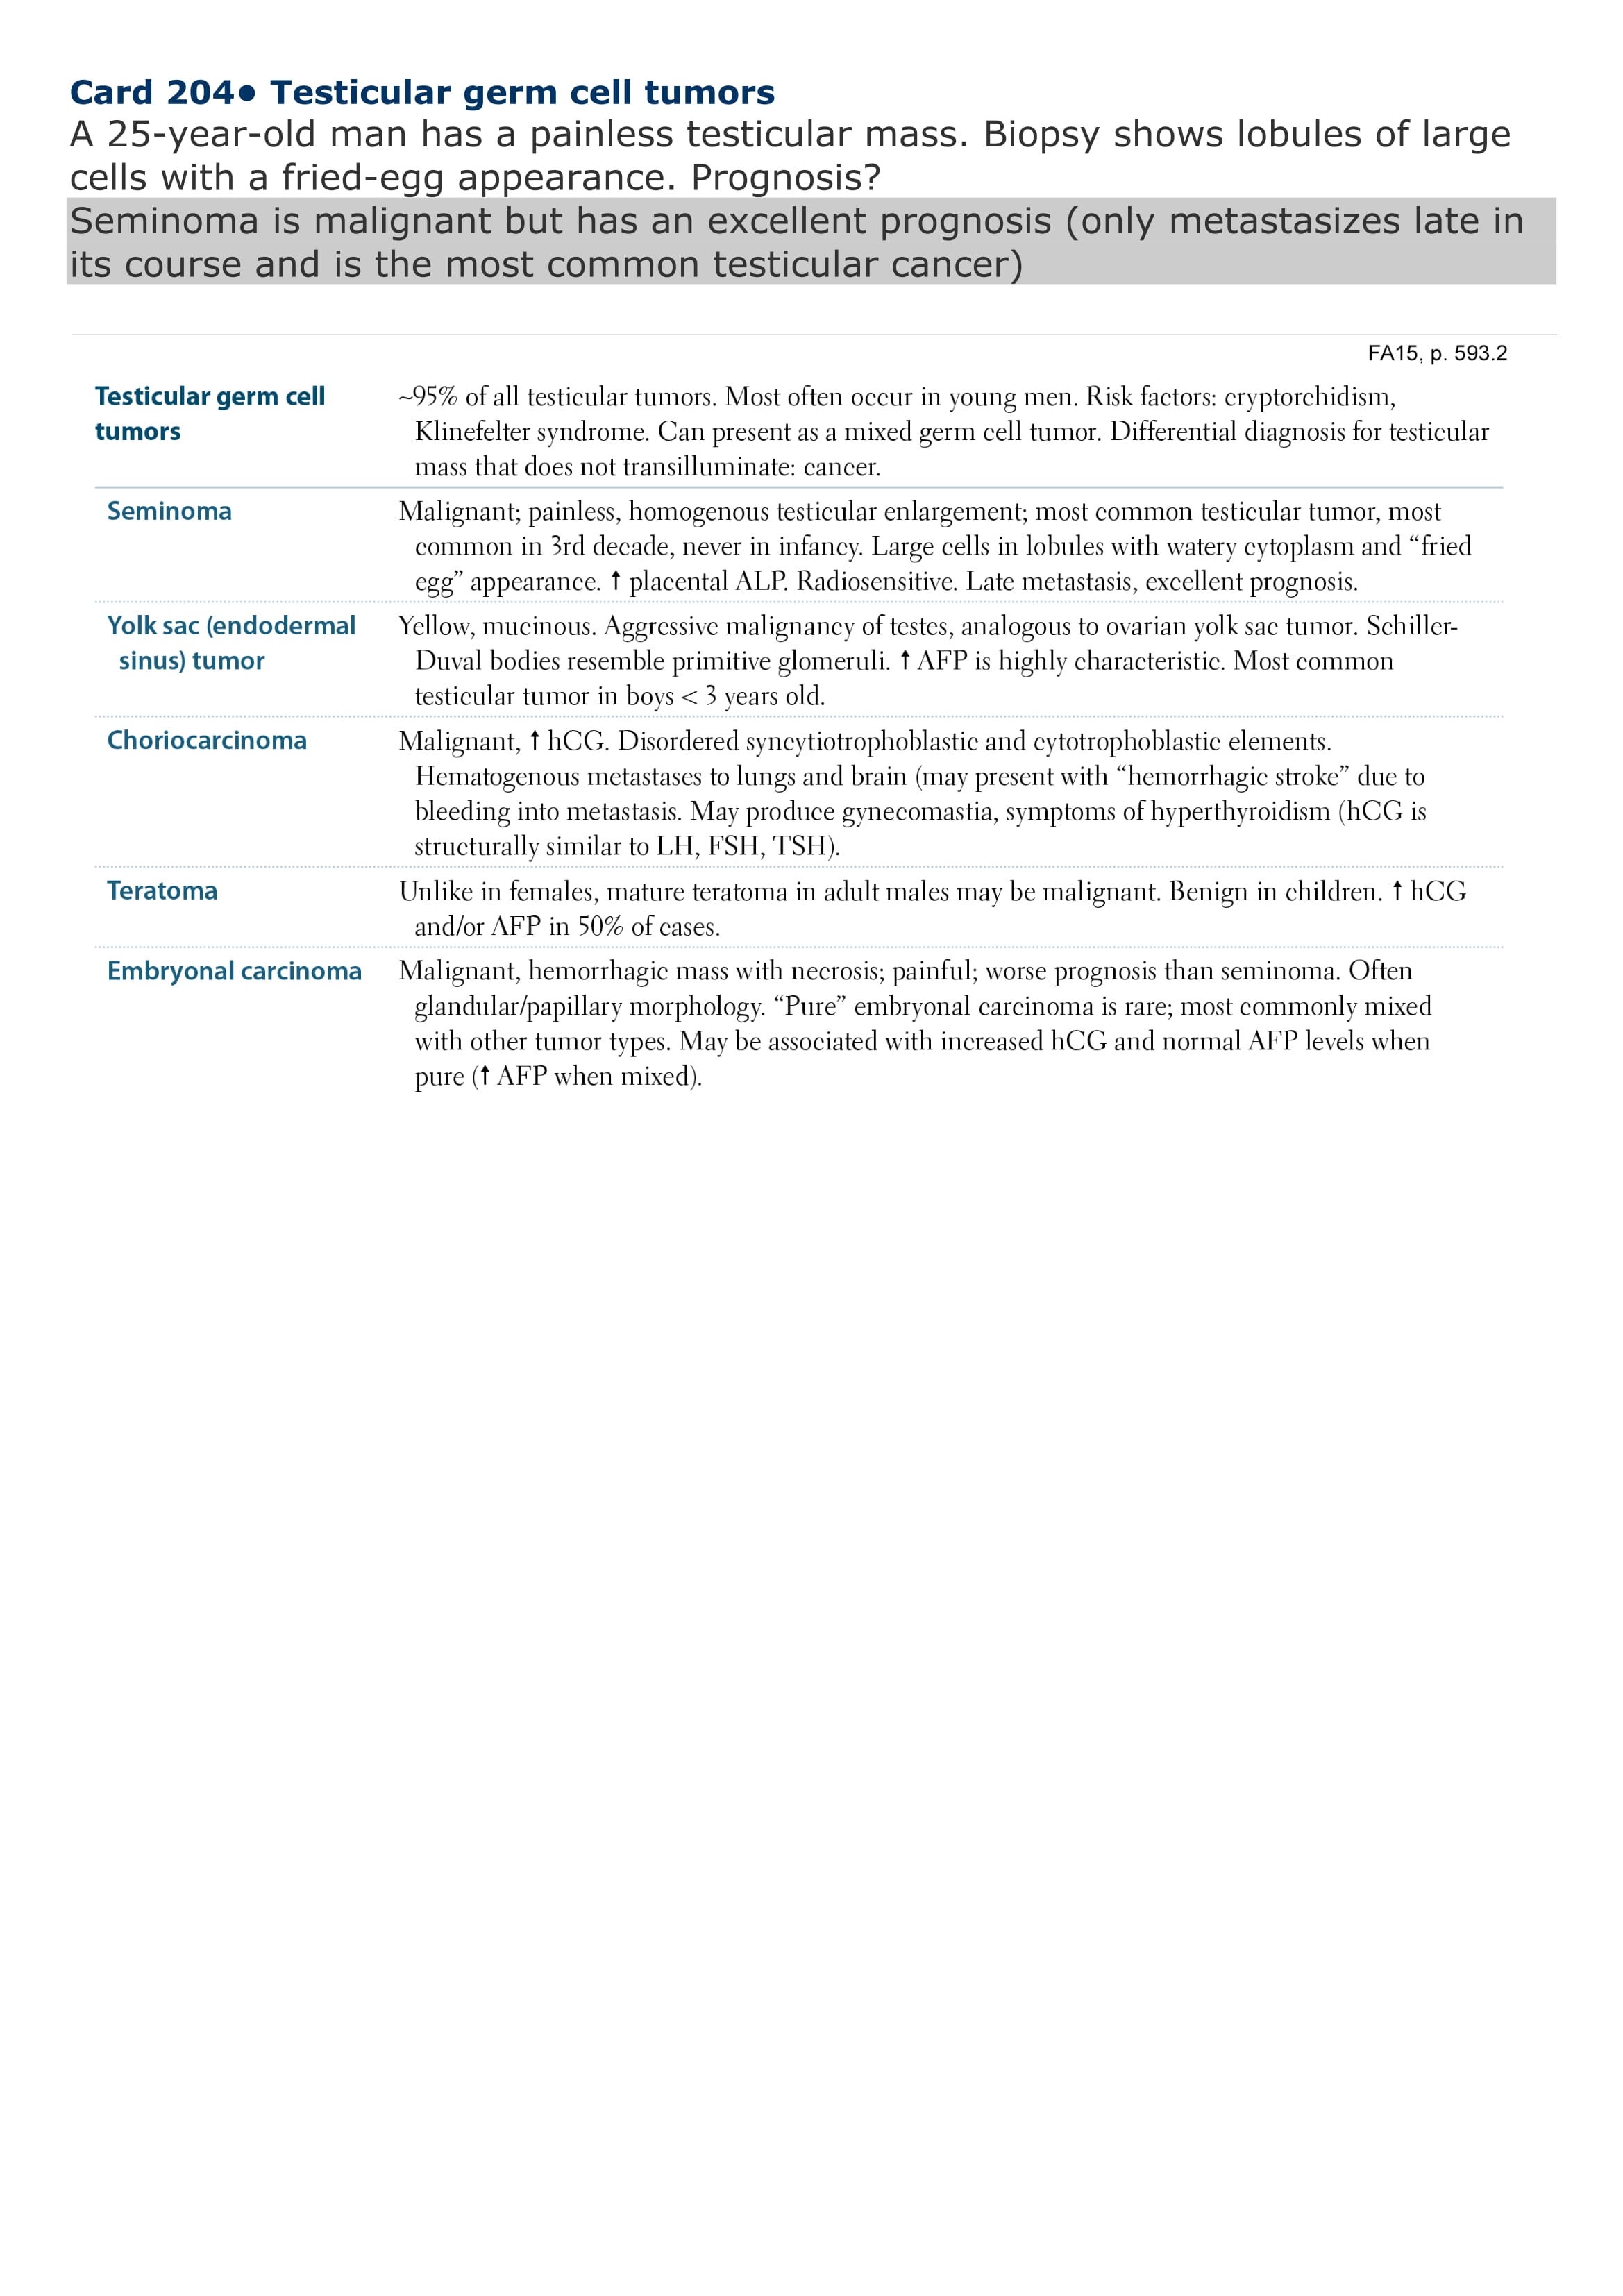 Card 204• Testicular germ cell tumors
A 25-year-old man has a painless testicular mass. Biopsy shows lobules of large
cells with a fried-egg appearance. Prognosis?
Seminoma is malignant but has an excellent prognosis (only metastasizes late in
its course and is the most common testicular cancer)
FA15, p. 593.2
Testicular germ cell
tumors
~95% of all testicular tumors. Most often occur in young men. Risk factors: cryptorchidism,
Klinefelter syndrome. Can present as a mixed germ cell tumor. Differential diagnosis for testicular
mass that does not transilluminate: cancer.
Seminoma
Malignant; painless, homogenous testicular enlargement; most common testicular tumor, most
common in 3rd decade, never in infancy. Large cells in lobules with watery cytoplasm and “fried
egg” appearance. ↑ placental ALP. Radiosensitive. Late metastasis, excellent prognosis.
Yolk sac (endodermal
sinus) tumor
Yellow, mucinous. Aggressive malignancy of testes, analogous to ovarian yolk sac tumor. Schiller-
Duval bodies resemble primitive glomeruli. ↑ AFP is highly characteristic. Most common
testicular tumor in boys < 3 years old.
Choriocarcinoma
Malignant, ↑ hCG. Disordered syncytiotrophoblastic and cytotrophoblastic elements.
Hematogenous metastases to lungs and brain (may present with “hemorrhagic stroke” due to
bleeding into metastasis. May produce gynecomastia, symptoms of hyperthyroidism (hCG is
structurally similar to LH, FSH, TSH).
Teratoma
Unlike in females, mature teratoma in adult males may be malignant. Benign in children. ↑ hCG
and/or AFP in 50% of cases.
Embryonal carcinoma
Malignant, hemorrhagic mass with necrosis; painful; worse prognosis than seminoma. Often
glandular/papillary morphology. “Pure” embryonal carcinoma is rare; most commonly mixed
with other tumor types. May be associated with increased hCG and normal AFP levels when
pure (↑ AFP when mixed).